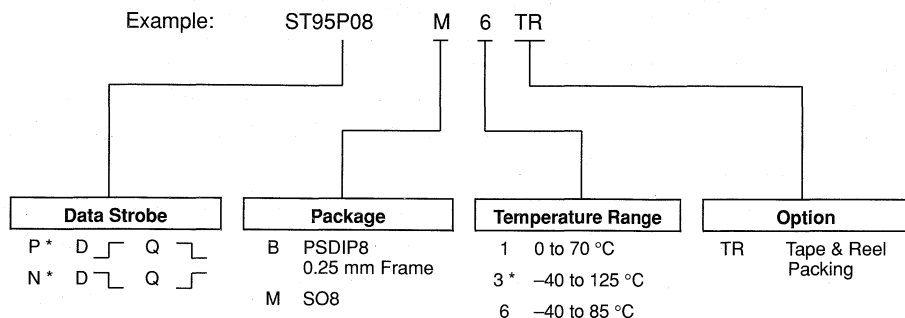 Example: ST95P08 M 6 TR
Data Strobe
P * D Q
N * D Q
Package
B PSDIP8
0.25 mm Frame
M SO8
Temperature Range
1 0 to 70 °C
3 * –40 to 125 °C
6 –40 to 85 °C
Option
TR Tape & Reel
Packing